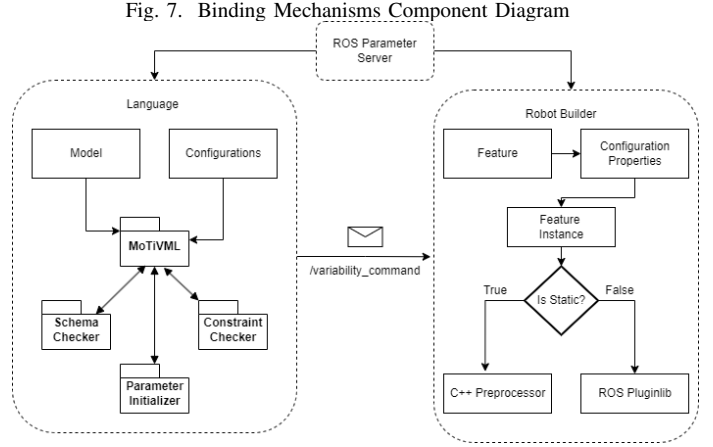 Fig. 7. Binding Mechanisms Component Diagram
ROS Parameter
Server
Language
Model
Configurations
MoTiVML
Schema
Checker
Constraint
Checker
Parameter
Initializer
/variability_command
Robot Builder
Feature
Configuration
Properties
Feature
Instance
Is Static?
True
False
C++ Preprocessor
ROS Pluginlib